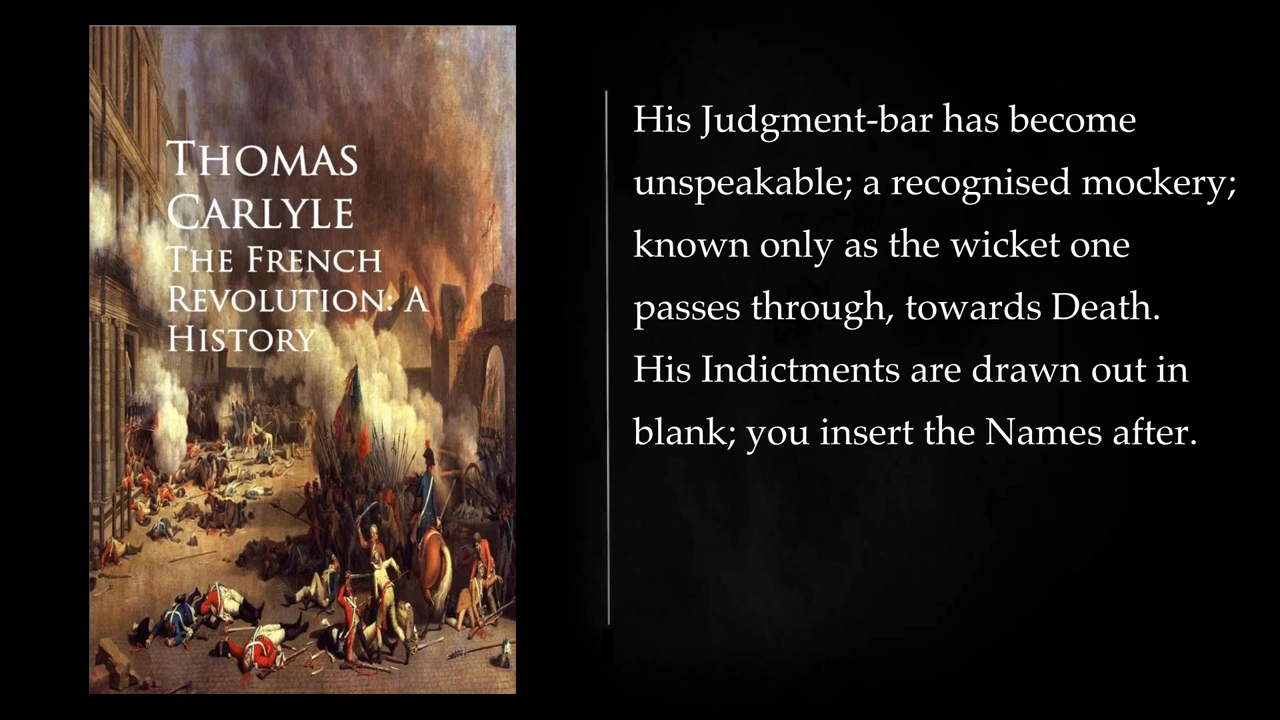 THOMAS
CARLYLE
THE FRENCH
REVOLUTION: A
HISTORY
His Judgment-bar has become
unspeakable; a recognised mockery;
known only as the wicket one
passes through, towards Death.
His Indictments are drawn out in
blank; you insert the Names after.